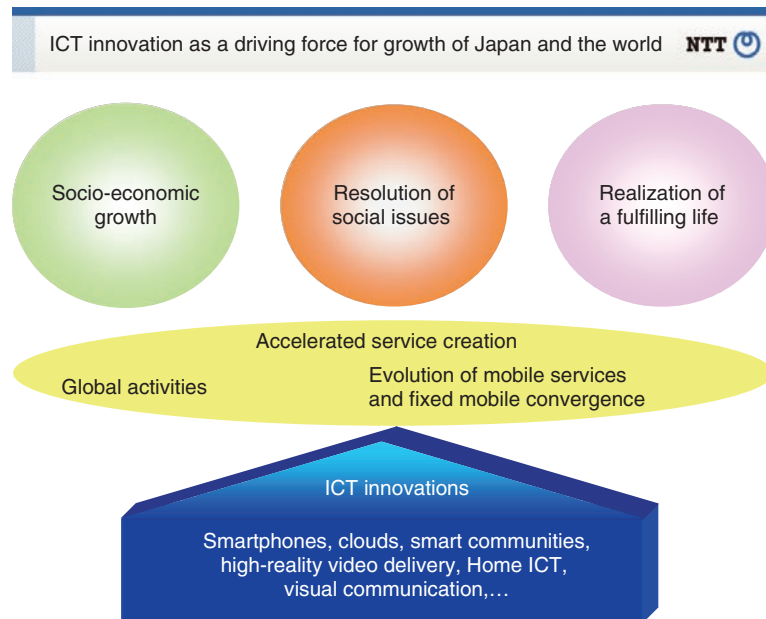 ICT innovation as a driving force for growth of Japan and the world NTT
Socio-economic
growth
Resolution of
social issues
Realization of
a fulfilling life
Accelerated service creation
Global activities
Evolution of mobile services
and fixed mobile convergence
ICT innovations
Smartphones, clouds, smart communities,
high-reality video delivery, Home ICT,
visual communication,…